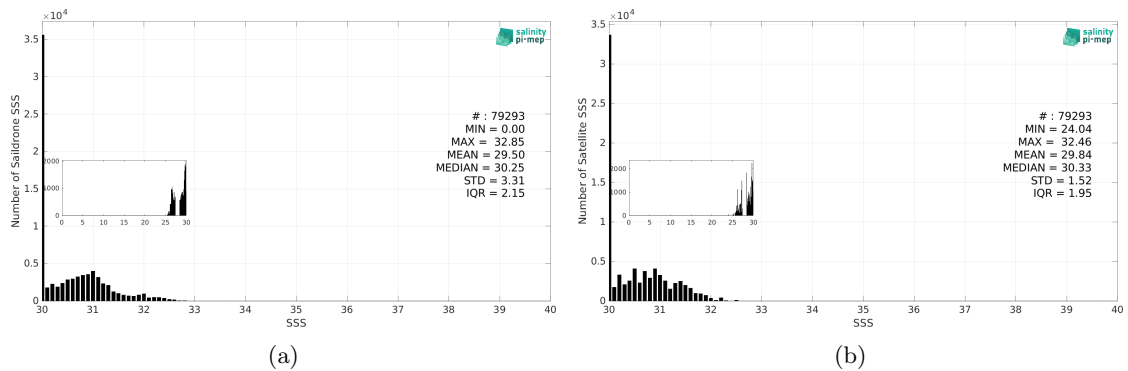 ×10⁴
3.5
3
2.5
2
1.5
1
0.5
0
Number of Saildrone SSS
salinity
pi-mep
# : 79293
MIN = 0.00
MAX = 32.85
MEAN = 29.50
MEDIAN = 30.25
STD = 3.31
IQR = 2.15
2000
1000
0
0 5 10 15 20 25 30
30 31 32 33 34 35 36 37 38 39 40
SSS
(a)
×10⁴
3.5
3
2.5
2
1.5
1
0.5
0
Number of Satellite SSS
salinity
pi-mep
# : 79293
MIN = 24.04
MAX = 32.46
MEAN = 29.84
MEDIAN = 30.33
STD = 1.52
IQR = 1.95
2000
1000
0
0 5 10 15 20 25 30
30 31 32 33 34 35 36 37 38 39 40
SSS
(b)